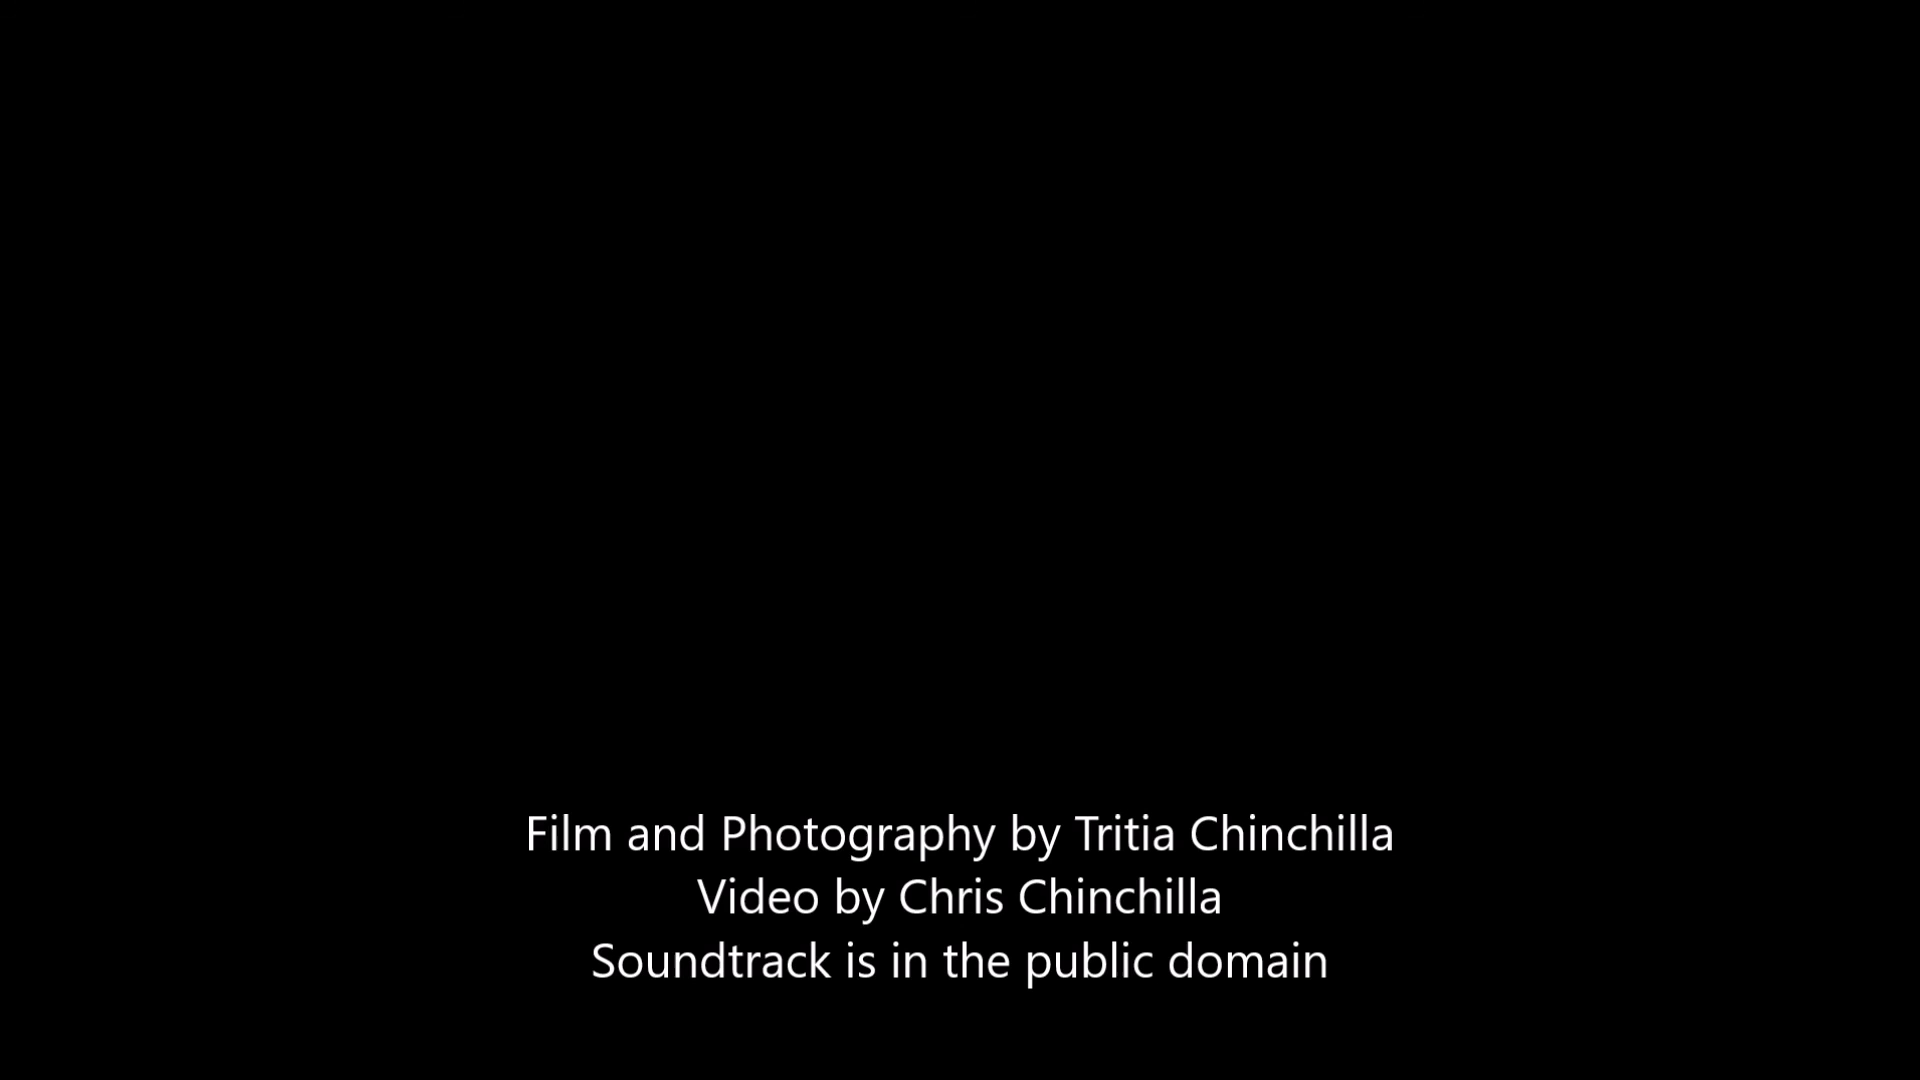 Film and Photography by Tritia Chinchilla
Video by Chris Chinchilla
Soundtrack is in the public domain